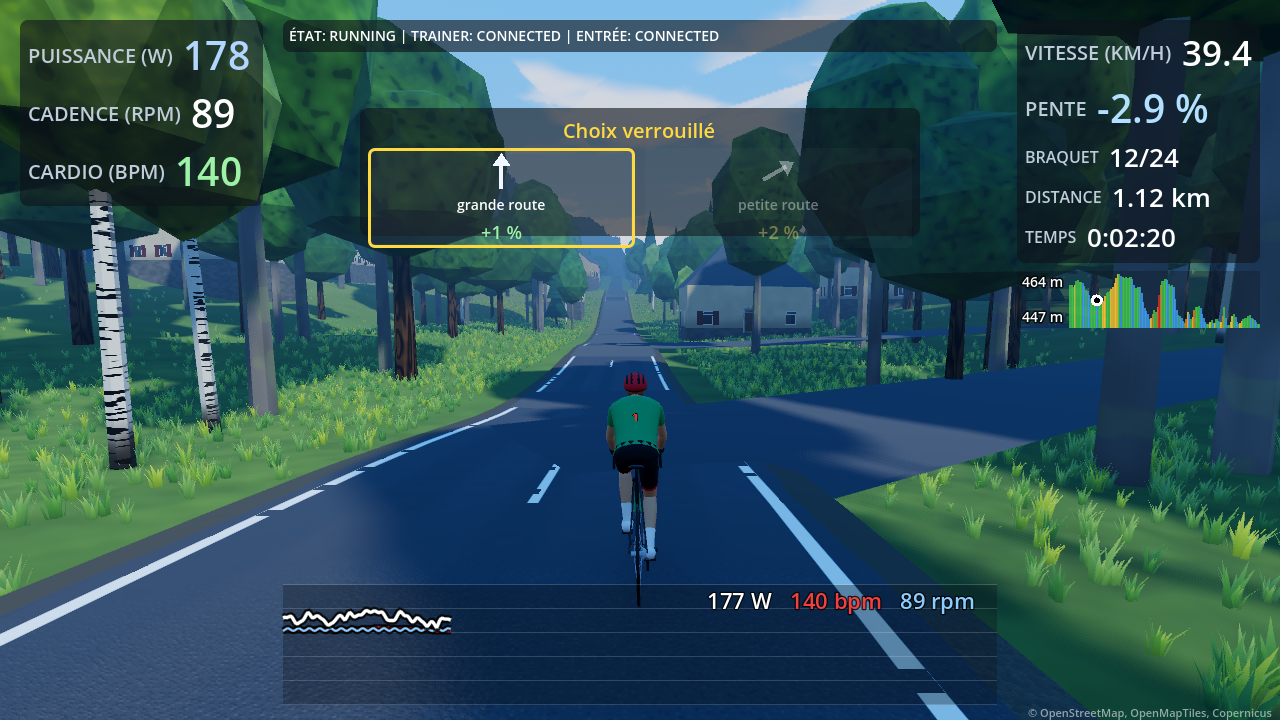 PUISSANCE (W) 178
CADENCE (RPM) 89
CARDIO (BPM) 140
ÉTAT: RUNNING | TRAINER: CONNECTED | ENTRÉE: CONNECTED
Choix verrouillé
grande route
+1 %
petite route
+2 %
VITESSE (KM/H) 39.4
PENTE -2.9 %
BRAQUET 12/24
DISTANCE 1.12 km
TEMPS 0:02:20
464 m
447 m
1
177 W 140 bpm 89 rpm
© OpenStreetMap, OpenMapTiles, Copernicus